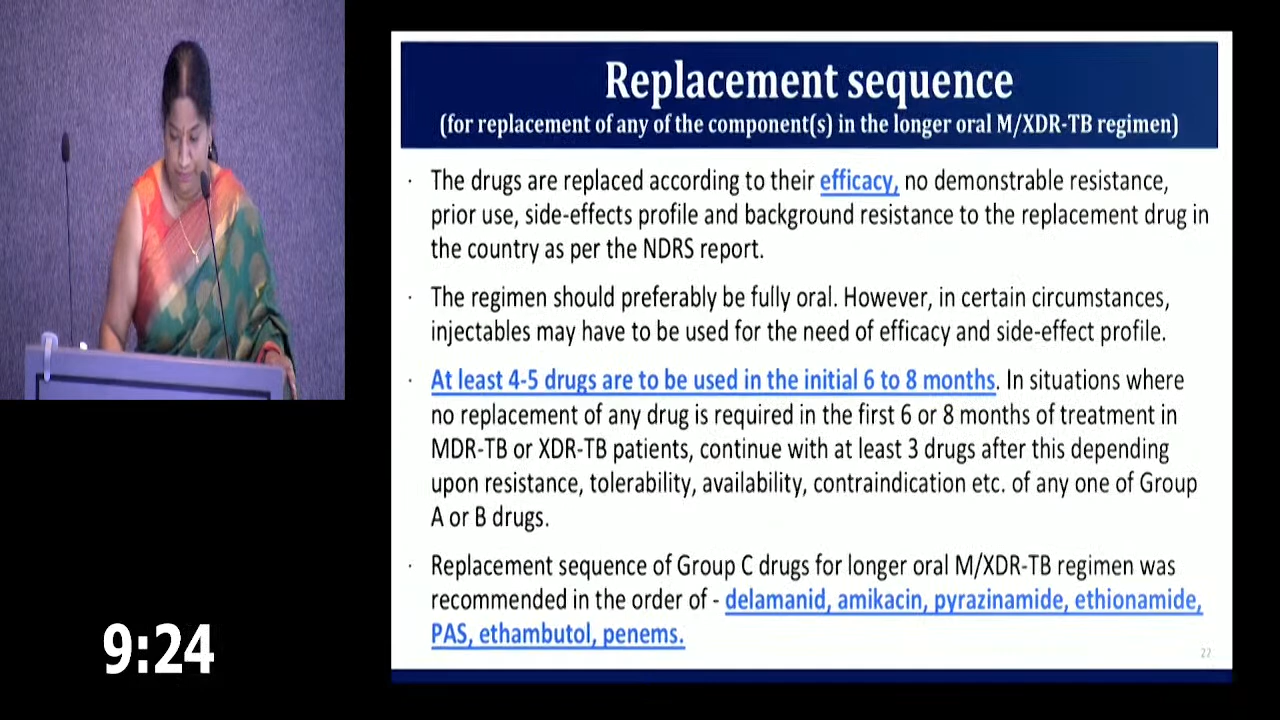 Replacement sequence
(for replacement of any of the component(s) in the longer oral M/XDR-TB regimen)
· The drugs are replaced according to their efficacy, no demonstrable resistance,
prior use, side-effects profile and background resistance to the replacement drug in
the country as per the NDRS report.
· The regimen should preferably be fully oral. However, in certain circumstances,
injectables may have to be used for the need of efficacy and side-effect profile.
· At least 4-5 drugs are to be used in the initial 6 to 8 months. In situations where
no replacement of any drug is required in the first 6 or 8 months of treatment in
MDR-TB or XDR-TB patients, continue with at least 3 drugs after this depending
upon resistance, tolerability, availability, contraindication etc. of any one of Group
A or B drugs.
· Replacement sequence of Group C drugs for longer oral M/XDR-TB regimen was
recommended in the order of - delamanid, amikacin, pyrazinamide, ethionamide,
PAS, ethambutol, penems.
22
9:24